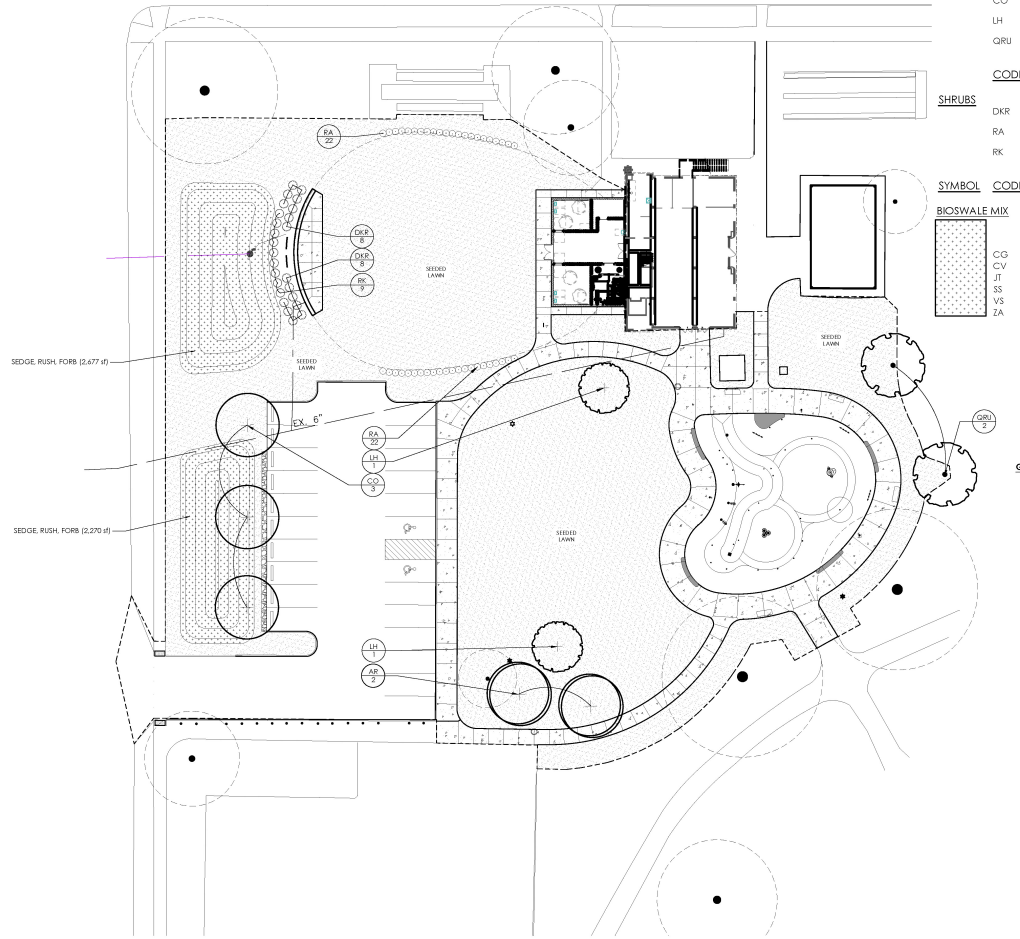 CO
LH
QRU
SHRUBS
DKR
RA
RK
SYMBOL
BIOSWALE MIX
CG
CV
JT
SS
VS
ZA
RA
22
DKR
8
DKR
8
RK
9
SEEDED
LAWN
SEEDED
LAWN
SEEDED
LAWN
SEDGE, RUSH, FORB (2,677 sf)
EX. 6"
RA
22
LH
1
CO
3
QRU
2
SEDGE, RUSH, FORB (2,270 sf)
SEEDED
LAWN
LH
1
AR
2